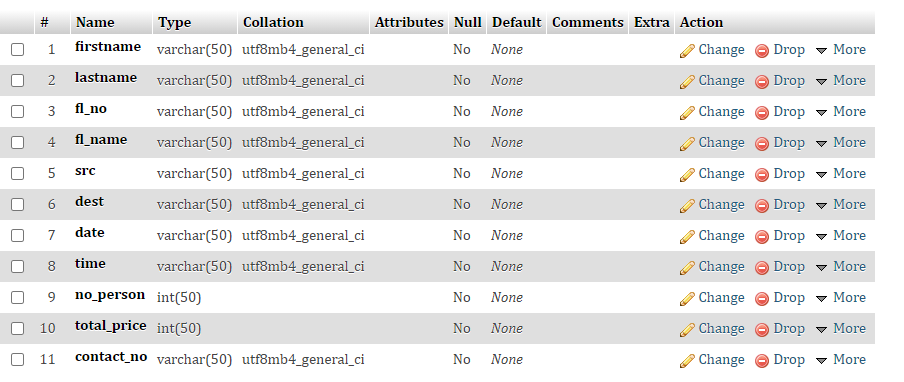 # Name Type Collation Attributes Null Default Comments Extra Action
1 firstname varchar(50) utf8mb4_general_ci No None Change Drop More
2 lastname varchar(50) utf8mb4_general_ci No None Change Drop More
3 fl_no varchar(50) utf8mb4_general_ci No None Change Drop More
4 fl_name varchar(50) utf8mb4_general_ci No None Change Drop More
5 src varchar(50) utf8mb4_general_ci No None Change Drop More
6 dest varchar(50) utf8mb4_general_ci No None Change Drop More
7 date varchar(50) utf8mb4_general_ci No None Change Drop More
8 time varchar(50) utf8mb4_general_ci No None Change Drop More
9 no_person int(50) No None Change Drop More
10 total_price int(50) No None Change Drop More
11 contact_no varchar(50) utf8mb4_general_ci No None Change Drop More